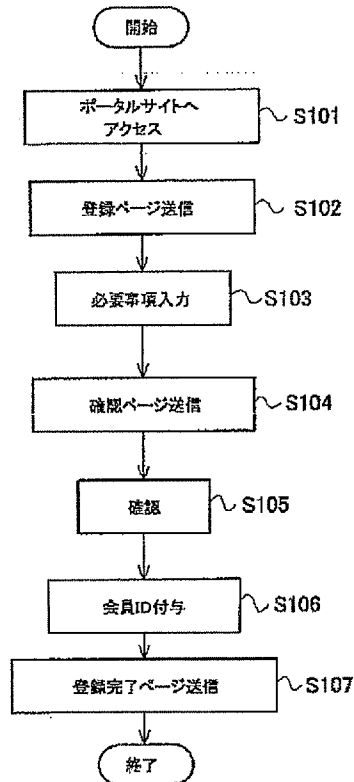 開始
ポータルサイトへ
アクセス
S101
登録ページ送信
S102
必要事項入力
S103
確認ページ送信
S104
確認
S105
会員ID付与
S106
登録完了ページ送信
S107
終了